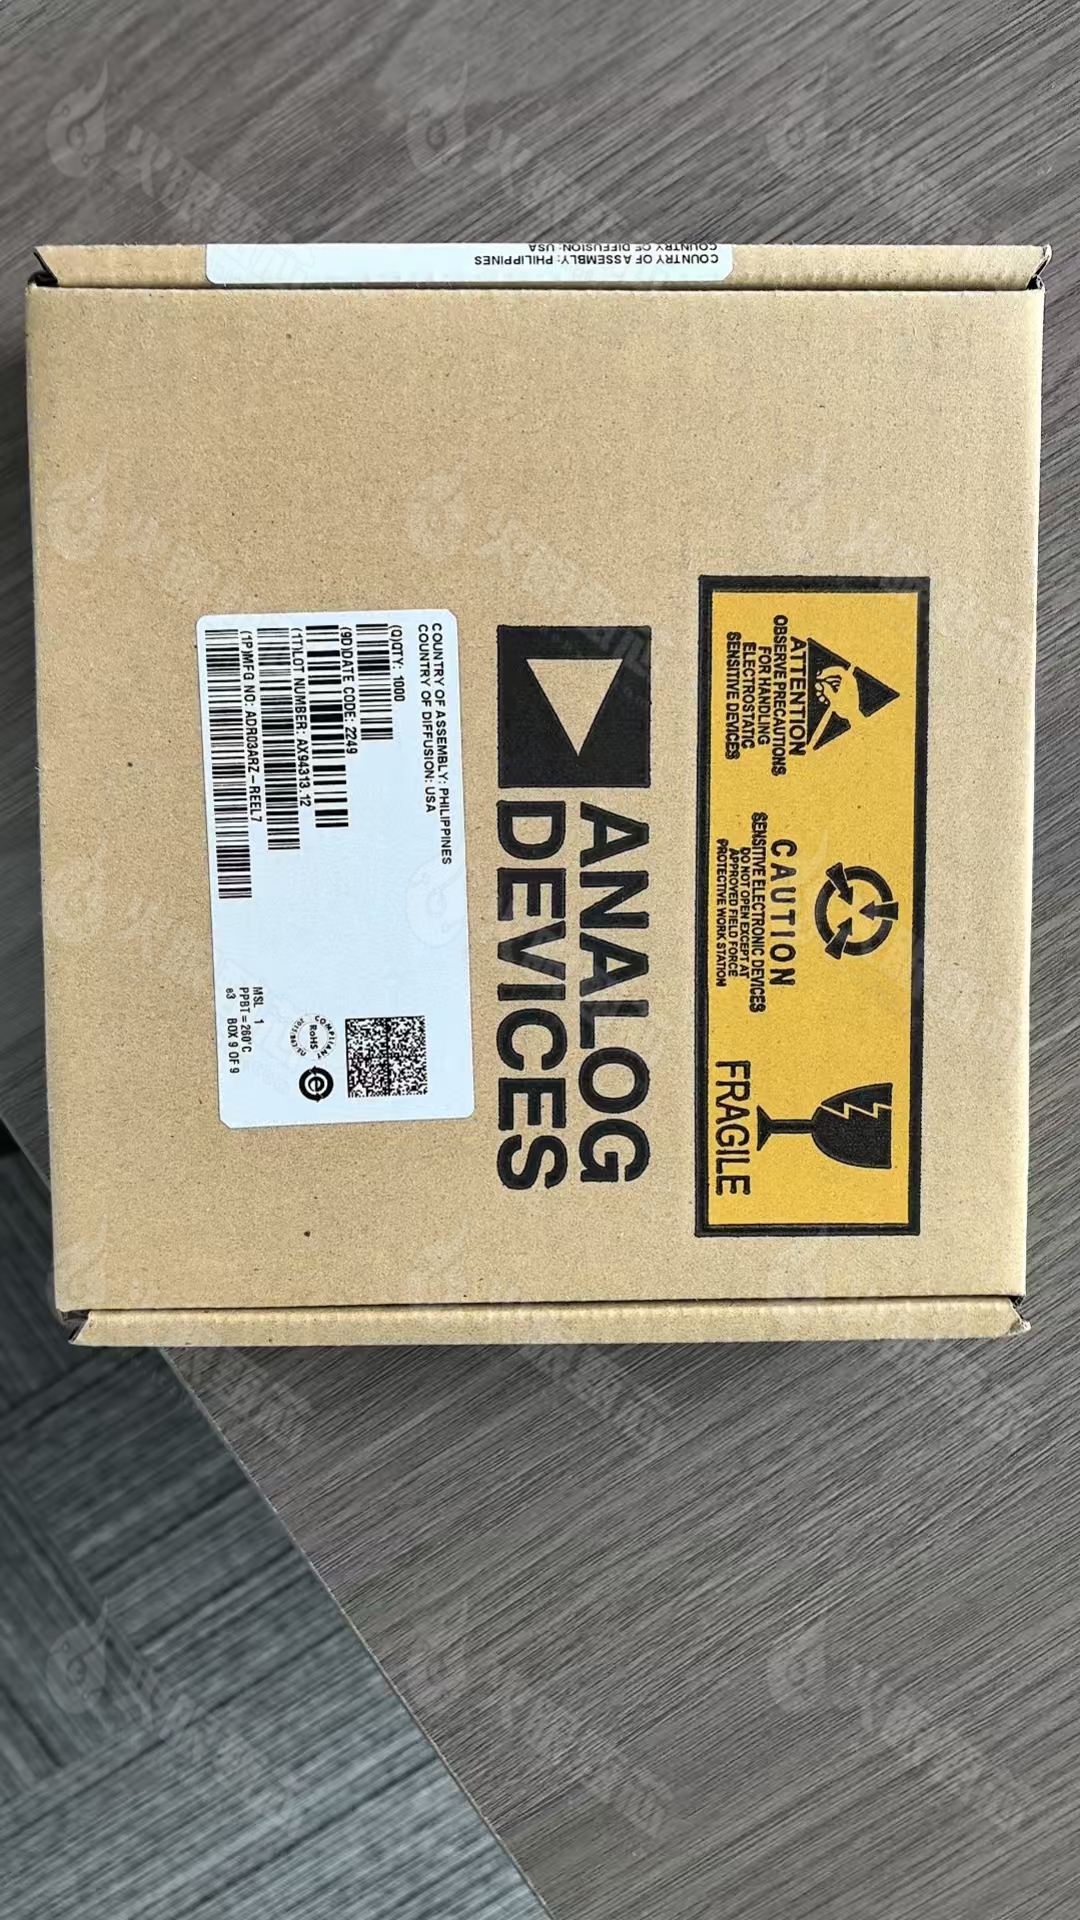 COUNTRY OF ASSEMBLY: PHILIPPINES
COUNTRY OF DIFFUSION: USA
ATTENTION
OBSERVE PRECAUTIONS
FOR HANDLING
ELECTROSTATIC
SENSITIVE DEVICES
CAUTION
SENSITIVE ELECTRONIC DEVICES
DO NOT OPEN EXCEPT AT
APPROVED FIELD FORCE
PROTECTIVE WORK STATION
FRAGILE
ANALOG
DEVICES
COUNTRY OF ASSEMBLY: PHILIPPINES
COUNTRY OF DIFFUSION: USA
(Q)QTY: 1000
(9D)DATE CODE: 2249
(1T)LOT NUMBER: AX94313.12
(1P)MFG NO: ADR03ARZ-REEL7
COMPLIANT
RoHS
e
MSL 1
PPBT=260°C
e3 BOX 9 OF 9